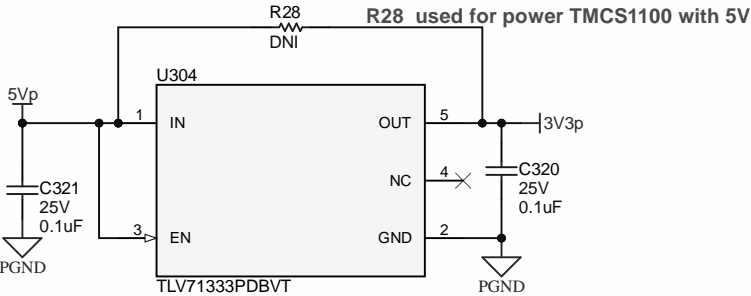 R28
R28 used for power TMCS1100 with 5V
DNI
U304
5Vp
1
IN
OUT
5
3V3p
C321
25V
0.1uF
NC
4
C320
25V
0.1uF
3
EN
GND
2
PGND
TLV71333PDBVT
PGND